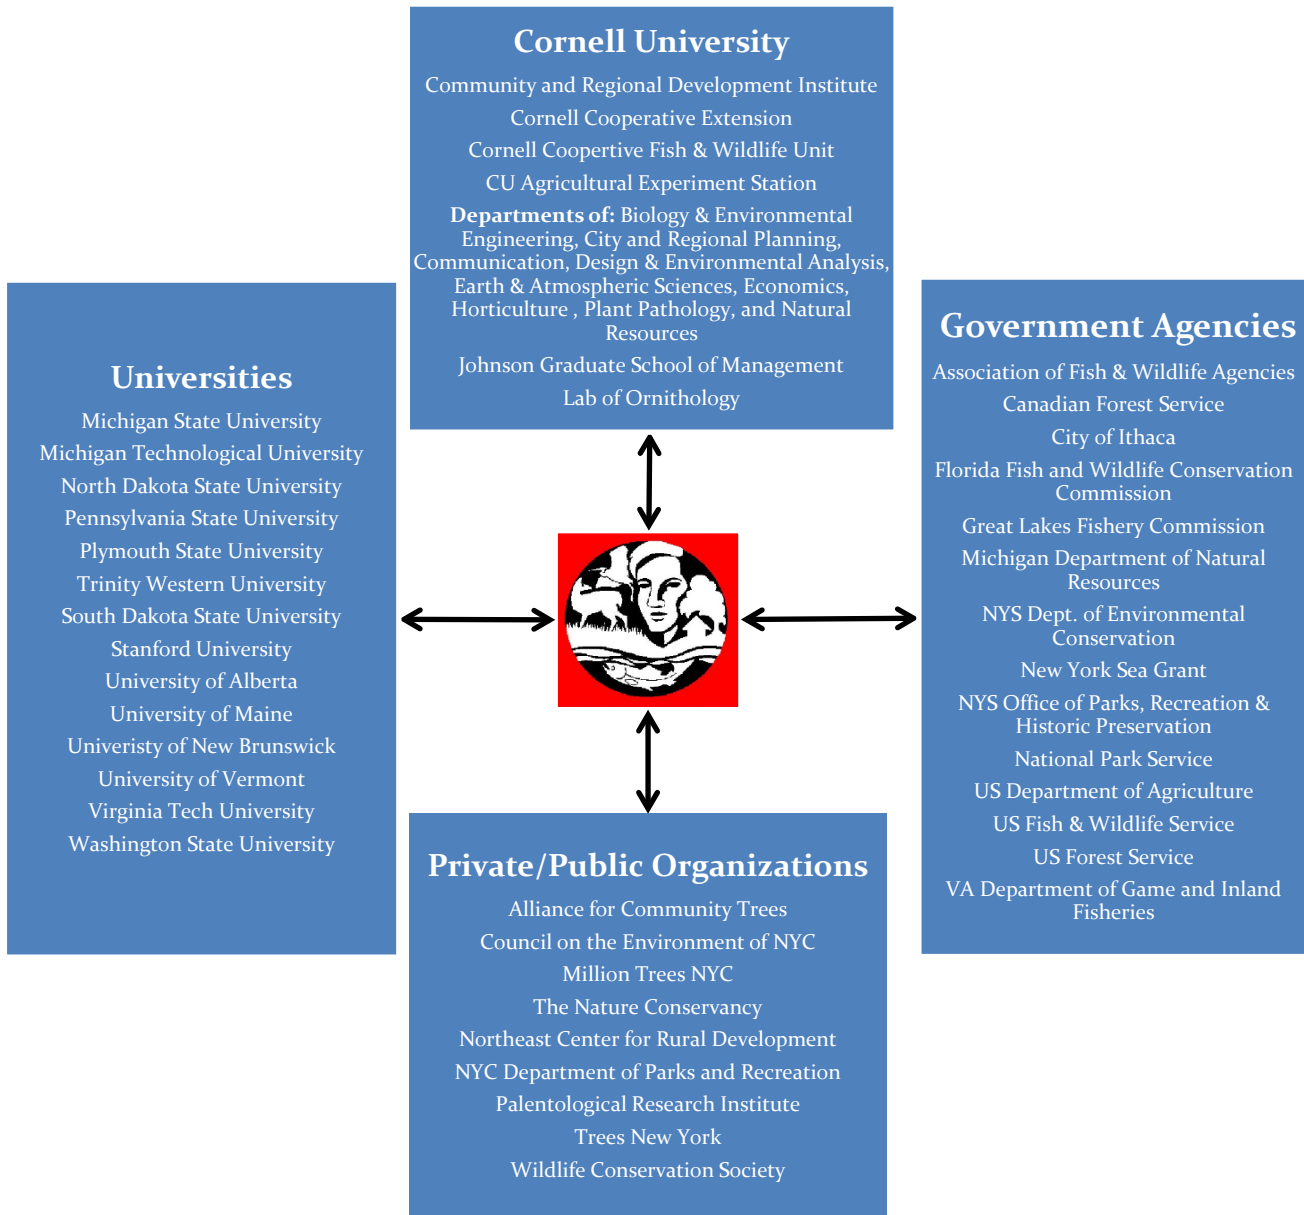 Cornell University
Community and Regional Development Institute
Cornell Cooperative Extension
Cornell Coopertive Fish & Wildlife Unit
CU Agricultural Experiment Station
Departments of: Biology & Environmental
Engineering, City and Regional Planning,
Communication, Design & Environmental Analysis,
Earth & Atmospheric Sciences, Economics,
Horticulture , Plant Pathology, and Natural
Resources
Johnson Graduate School of Management
Lab of Ornithology
Universities
Michigan State University
Michigan Technological University
North Dakota State University
Pennsylvania State University
Plymouth State University
Trinity Western University
South Dakota State University
Stanford University
University of Alberta
University of Maine
Univeristy of New Brunswick
University of Vermont
Virginia Tech University
Washington State University
Government Agencies
Association of Fish & Wildlife Agencies
Canadian Forest Service
City of Ithaca
Florida Fish and Wildlife Conservation
Commission
Great Lakes Fishery Commission
Michigan Department of Natural
Resources
NYS Dept. of Environmental
Conservation
New York Sea Grant
NYS Office of Parks, Recreation &
Historic Preservation
National Park Service
US Department of Agriculture
US Fish & Wildlife Service
US Forest Service
VA Department of Game and Inland
Fisheries
Private/Public Organizations
Alliance for Community Trees
Council on the Environment of NYC
Million Trees NYC
The Nature Conservancy
Northeast Center for Rural Development
NYC Department of Parks and Recreation
Palentological Research Institute
Trees New York
Wildlife Conservation Society